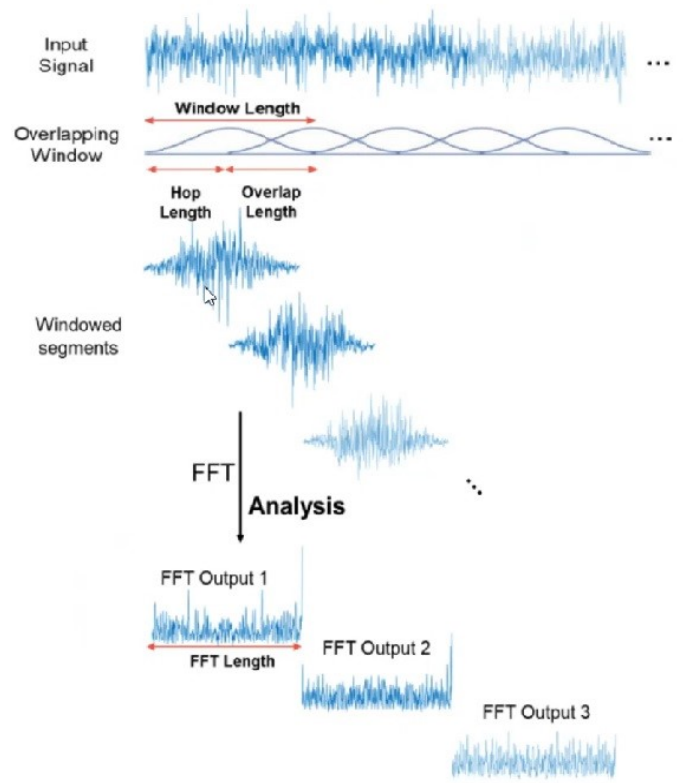 Input
Signal
...
Window Length
Overlapping
Window
...
Hop
Length
Overlap
Length
Windowed
segments
FFT
Analysis
FFT Output 1
FFT Length
FFT Output 2
FFT Output 3